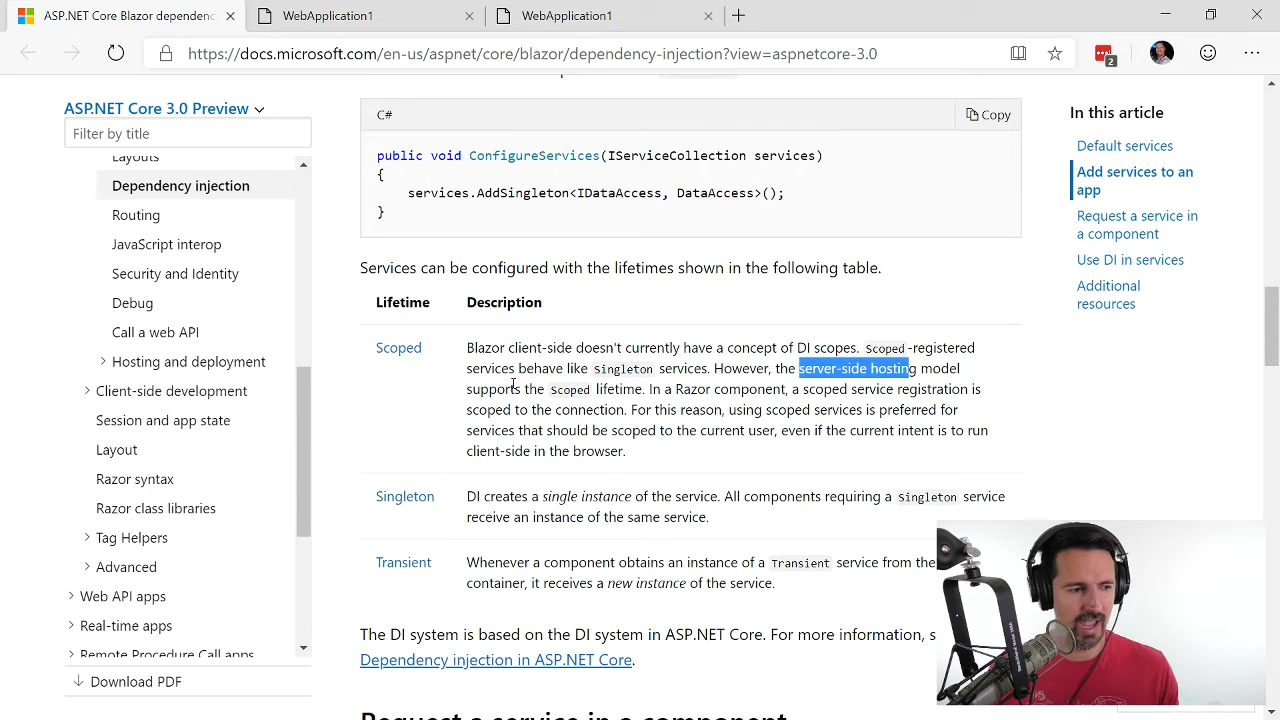 ASP.NET Core Blazor dependenc
WebApplication1
WebApplication1
https://docs.microsoft.com/en-us/aspnet/core/blazor/dependency-injection?view=aspnetcore-3.0
2
ASP.NET Core 3.0 Preview
Filter by title
Layouts
Dependency injection
Routing
JavaScript interop
Security and Identity
Debug
Call a web API
Hosting and deployment
Client-side development
Session and app state
Layout
Razor syntax
Razor class libraries
Tag Helpers
Advanced
Web API apps
Real-time apps
Remote Procedure Call apps
Download PDF
C#
Copy
public void ConfigureServices(IServiceCollection services)
{
services.AddSingleton<IDataAccess, DataAccess>();
}
Services can be configured with the lifetimes shown in the following table.
Lifetime Description
Scoped Blazor client-side doesn't currently have a concept of DI scopes. Scoped-registered
services behave like Singleton services. However, the server-side hosting model
supports the Scoped lifetime. In a Razor component, a scoped service registration is
scoped to the connection. For this reason, using scoped services is preferred for
services that should be scoped to the current user, even if the current intent is to run
client-side in the browser.
Singleton DI creates a single instance of the service. All components requiring a Singleton service
receive an instance of the same service.
Transient Whenever a component obtains an instance of a Transient service from the
container, it receives a new instance of the service.
The DI system is based on the DI system in ASP.NET Core. For more information, s
Dependency injection in ASP.NET Core.
Request a service in a component
In this article
Default services
Add services to an
app
Request a service in
a component
Use DI in services
Additional
resources